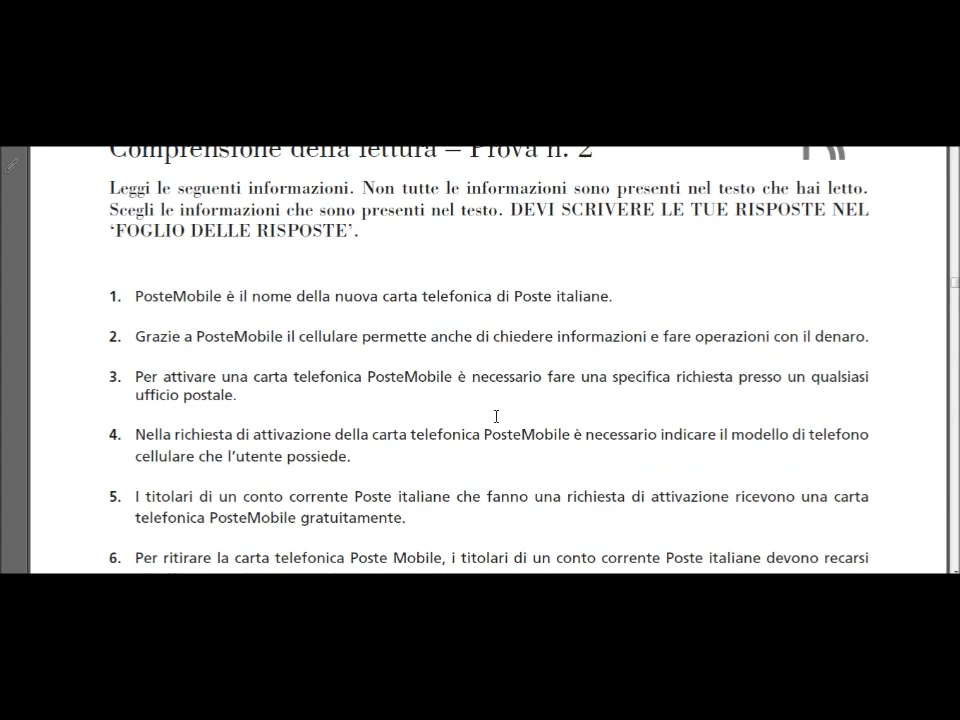 Comprensione della lettura – Prova n. 2
Leggi le seguenti informazioni. Non tutte le informazioni sono presenti nel testo che hai letto.
Scegli le informazioni che sono presenti nel testo. DEVI SCRIVERE LE TUE RISPOSTE NEL
‘FOGLIO DELLE RISPOSTE’.
1. PosteMobile è il nome della nuova carta telefonica di Poste italiane.
2. Grazie a PosteMobile il cellulare permette anche di chiedere informazioni e fare operazioni con il denaro.
3. Per attivare una carta telefonica PosteMobile è necessario fare una specifica richiesta presso un qualsiasi
ufficio postale.
4. Nella richiesta di attivazione della carta telefonica PosteMobile è necessario indicare il modello di telefono
cellulare che l’utente possiede.
5. I titolari di un conto corrente Poste italiane che fanno una richiesta di attivazione ricevono una carta
telefonica PosteMobile gratuitamente.
6. Per ritirare la carta telefonica Poste Mobile, i titolari di un conto corrente Poste italiane devono recarsi